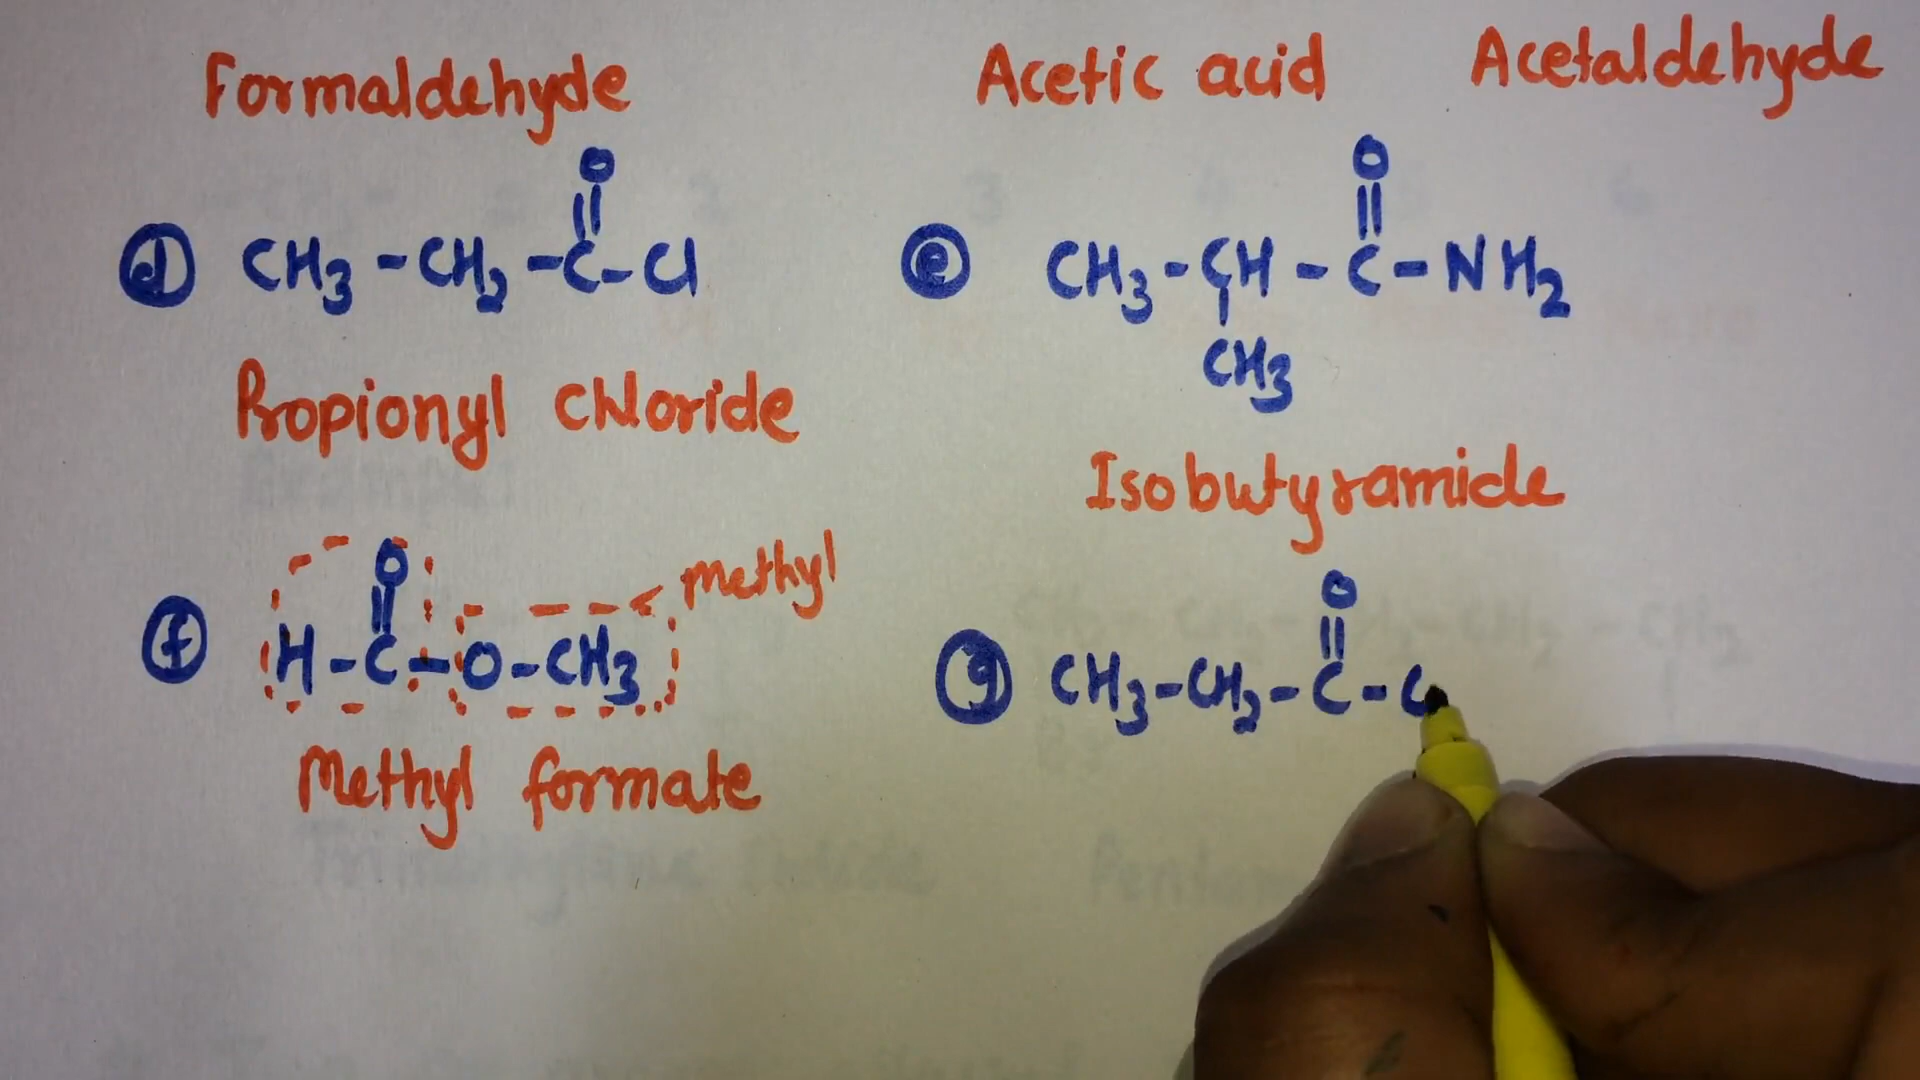 Formaldehyde Acetic acid Acetaldehyde
O
d CH3-CH2-C-Cl
Propionyl Chloride
O
e CH3-CH-C-NH2
CH3
Isobutyramide
O
methyl
f H-C-O-CH3
Methyl formate
O
g CH3-CH2-C-C